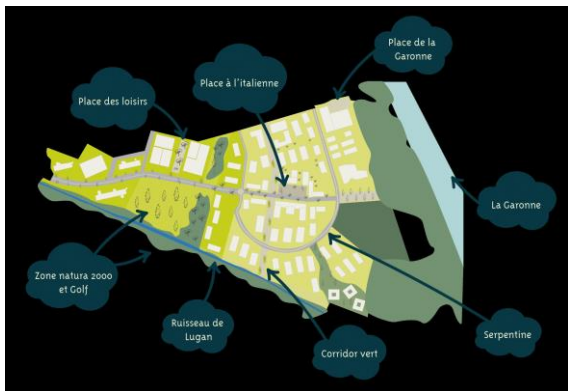 Place de la
Garonne
Place à l'italienne
Place des loisirs
La Garonne
Zone natura 2000
et Golf
Ruisseau de
Lugan
Corridor vert
Serpentine